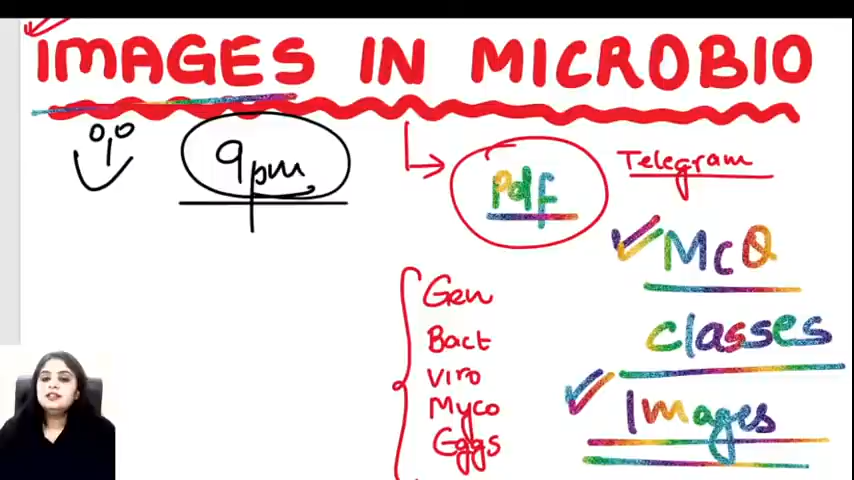 IMAGES IN MICROBIO
9pm
Pdf
Telegram
MCQ
classes
Images
Gen
Bact
Viro
Myco
Eggs